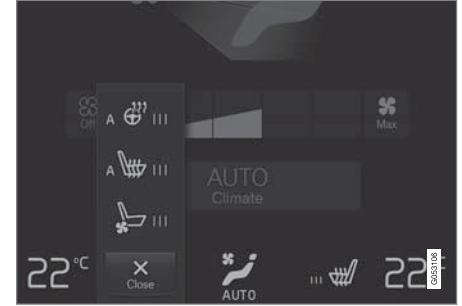 Off
Max
A III
A III
III
AUTO
Climate
22°C
Close
AUTO
III
22
G053106